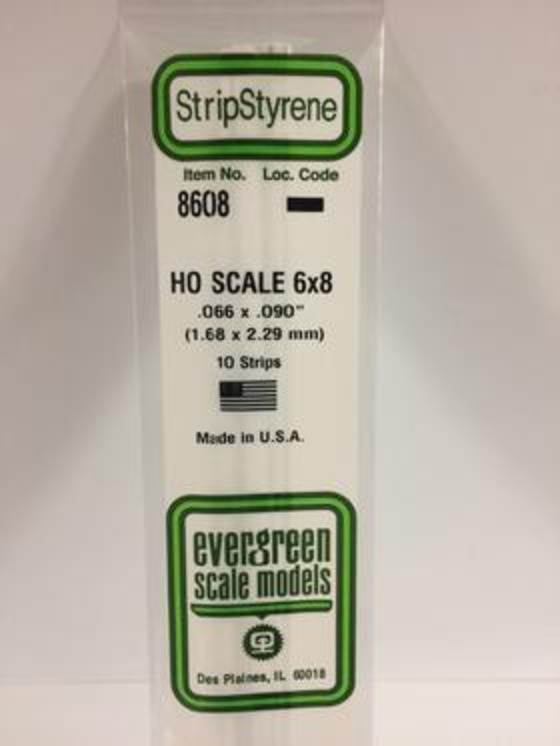 StripStyrene
Item No. Loc. Code
8608
HO SCALE 6x8
.066 x .090"
(1.68 x 2.29 mm)
10 Strips
Made in U.S.A.
evergreen
scale models
Des Plaines, IL 60018